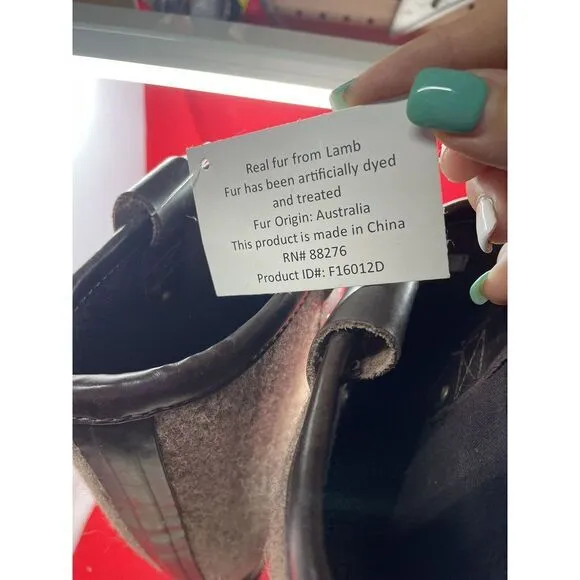 Real fur from Lamb
Fur has been artificially dyed
and treated
Fur Origin: Australia
This product is made in China
RN# 88276
Product ID#: F16012D